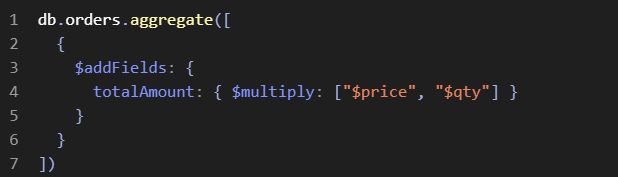 1 db.orders.aggregate([
2   {
3     $addFields: {
4       totalAmount: { $multiply: ["$price", "$qty"] }
5     }
6   }
7 ])